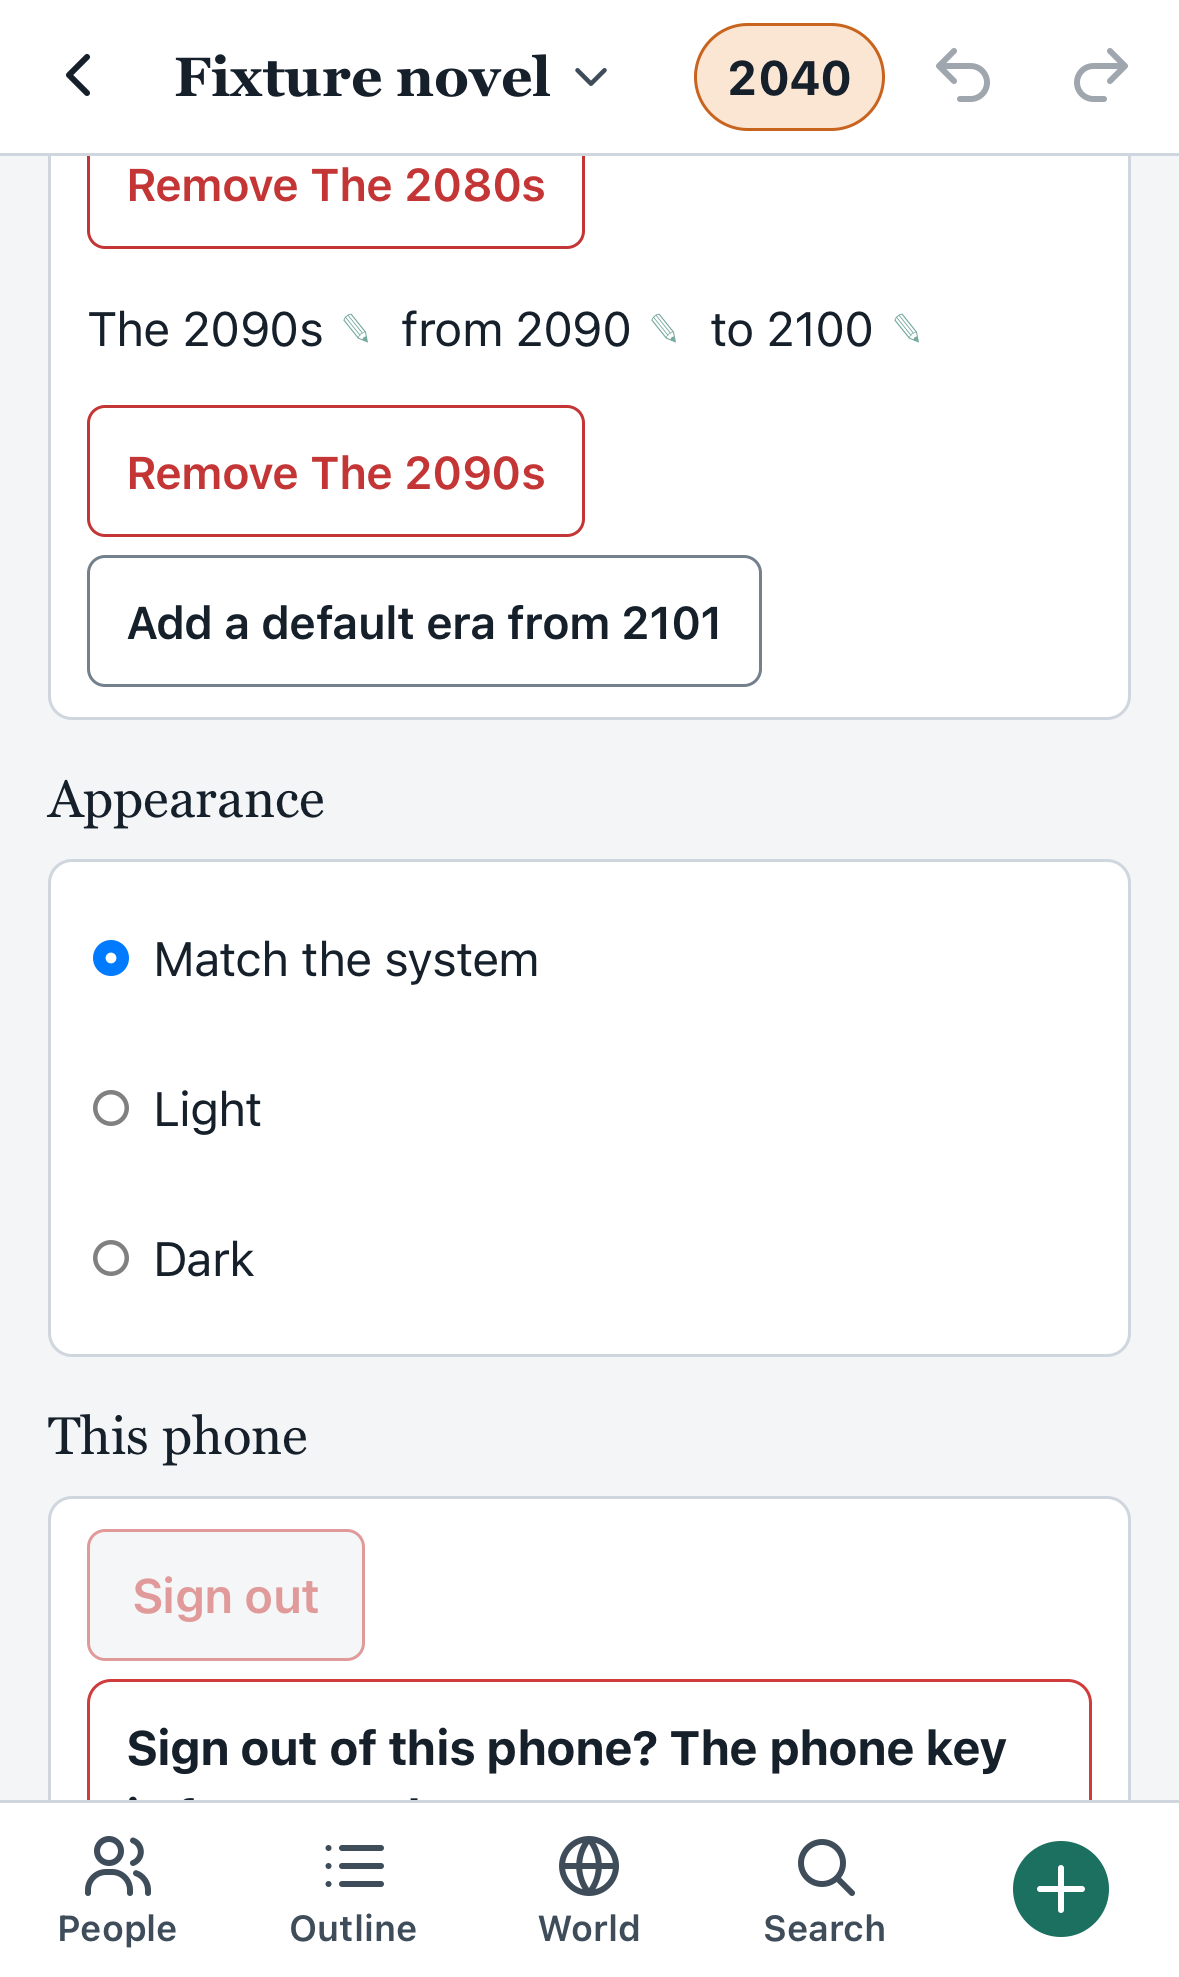 Fixture novel
2040
Remove The 2080s
The 2090s from 2090 to 2100
Remove The 2090s
Add a default era from 2101
Appearance
Match the system
Light
Dark
This phone
Sign out
Sign out of this phone? The phone key
People
Outline
World
Search